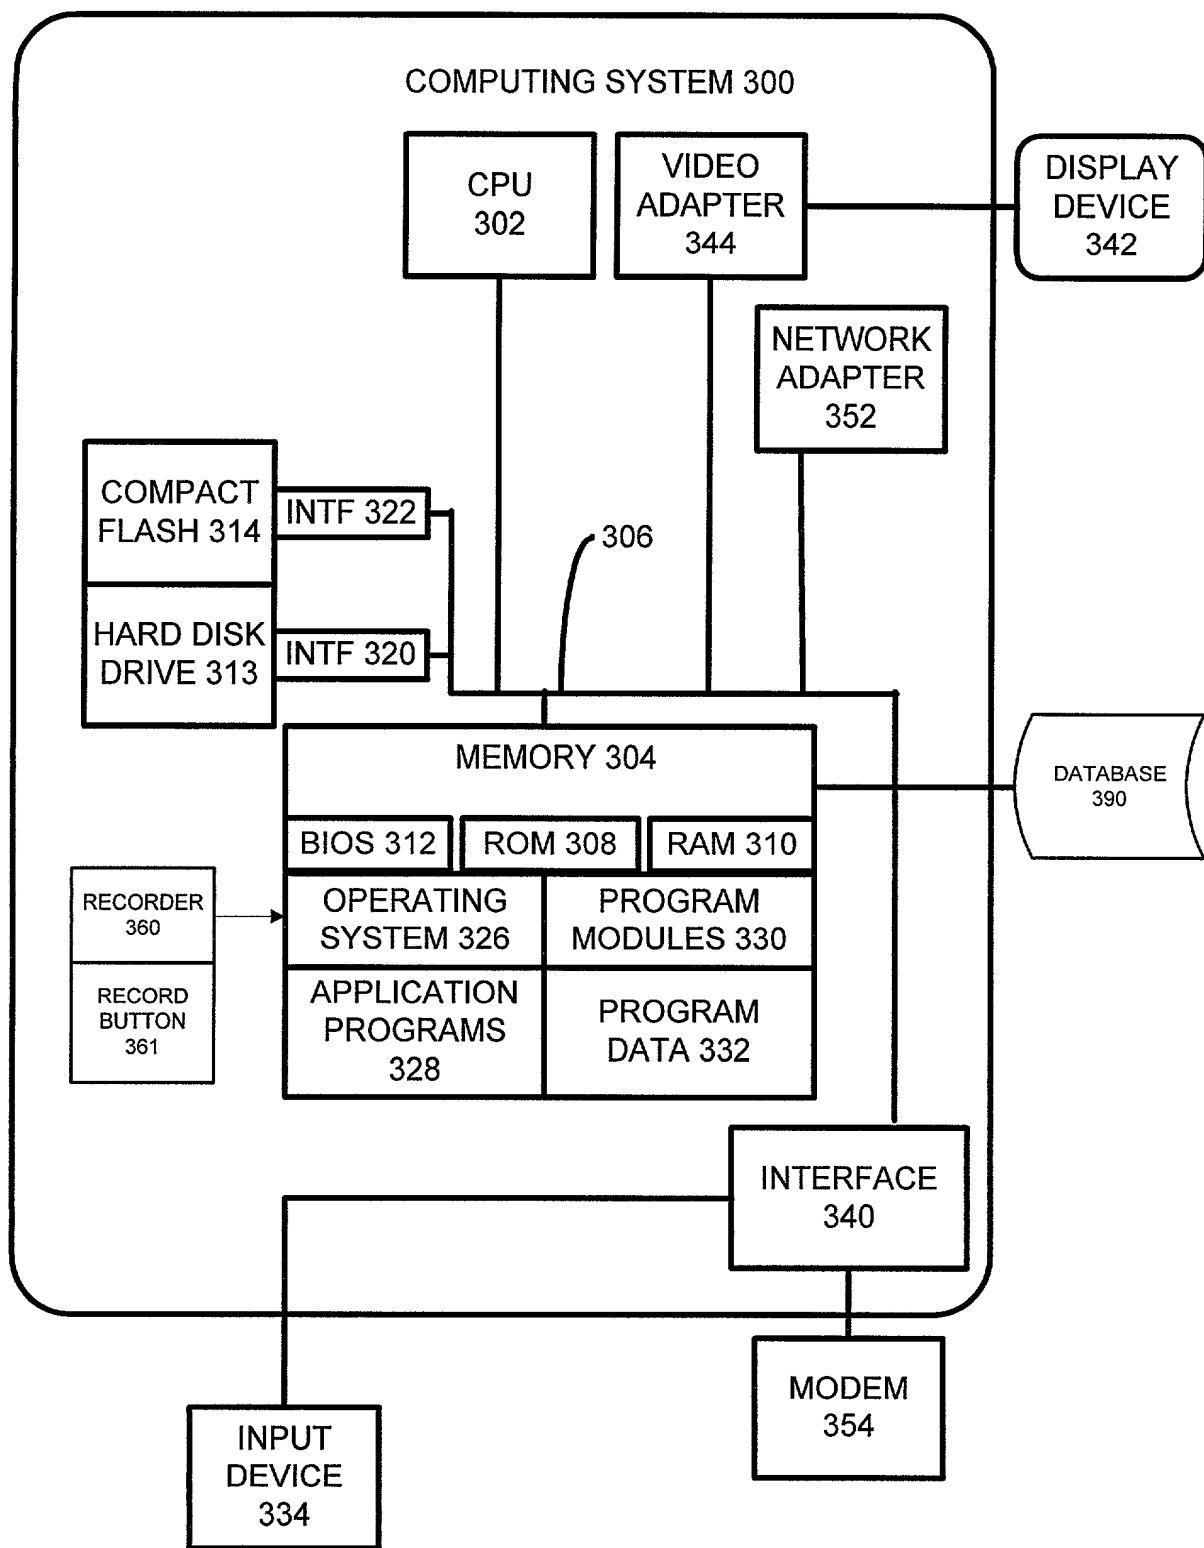 COMPUTING SYSTEM 300
CPU
302
VIDEO
ADAPTER
344
DISPLAY
DEVICE
342
NETWORK
ADAPTER
352
COMPACT
FLASH 314
INTF 322
306
HARD DISK
DRIVE 313
INTF 320
MEMORY 304
DATABASE
390
BIOS 312
ROM 308
RAM 310
RECORDER
360
OPERATING
SYSTEM 326
PROGRAM
MODULES 330
RECORD
BUTTON
361
APPLICATION
PROGRAMS
328
PROGRAM
DATA 332
INTERFACE
340
MODEM
354
INPUT
DEVICE
334